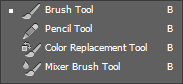 Brush Tool B
Pencil Tool B
Color Replacement Tool B
Mixer Brush Tool B